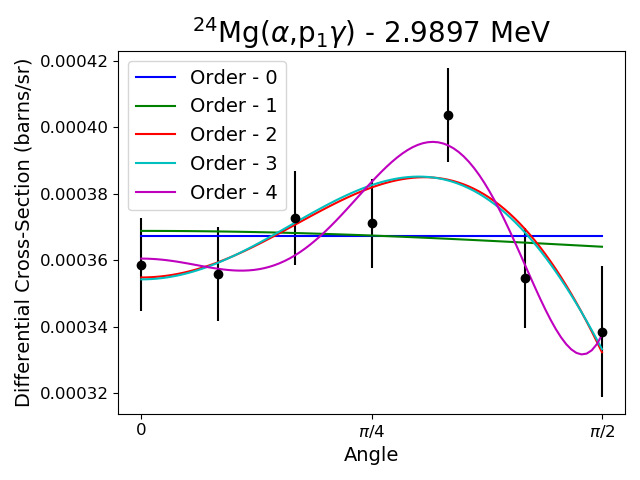 ²⁴Mg(α,p₁γ) - 2.9897 MeV
Differential Cross-Section (barns/sr)
0.00042
0.00040
0.00038
0.00036
0.00034
0.00032
Order - 0
Order - 1
Order - 2
Order - 3
Order - 4
0
π/4
π/2
Angle